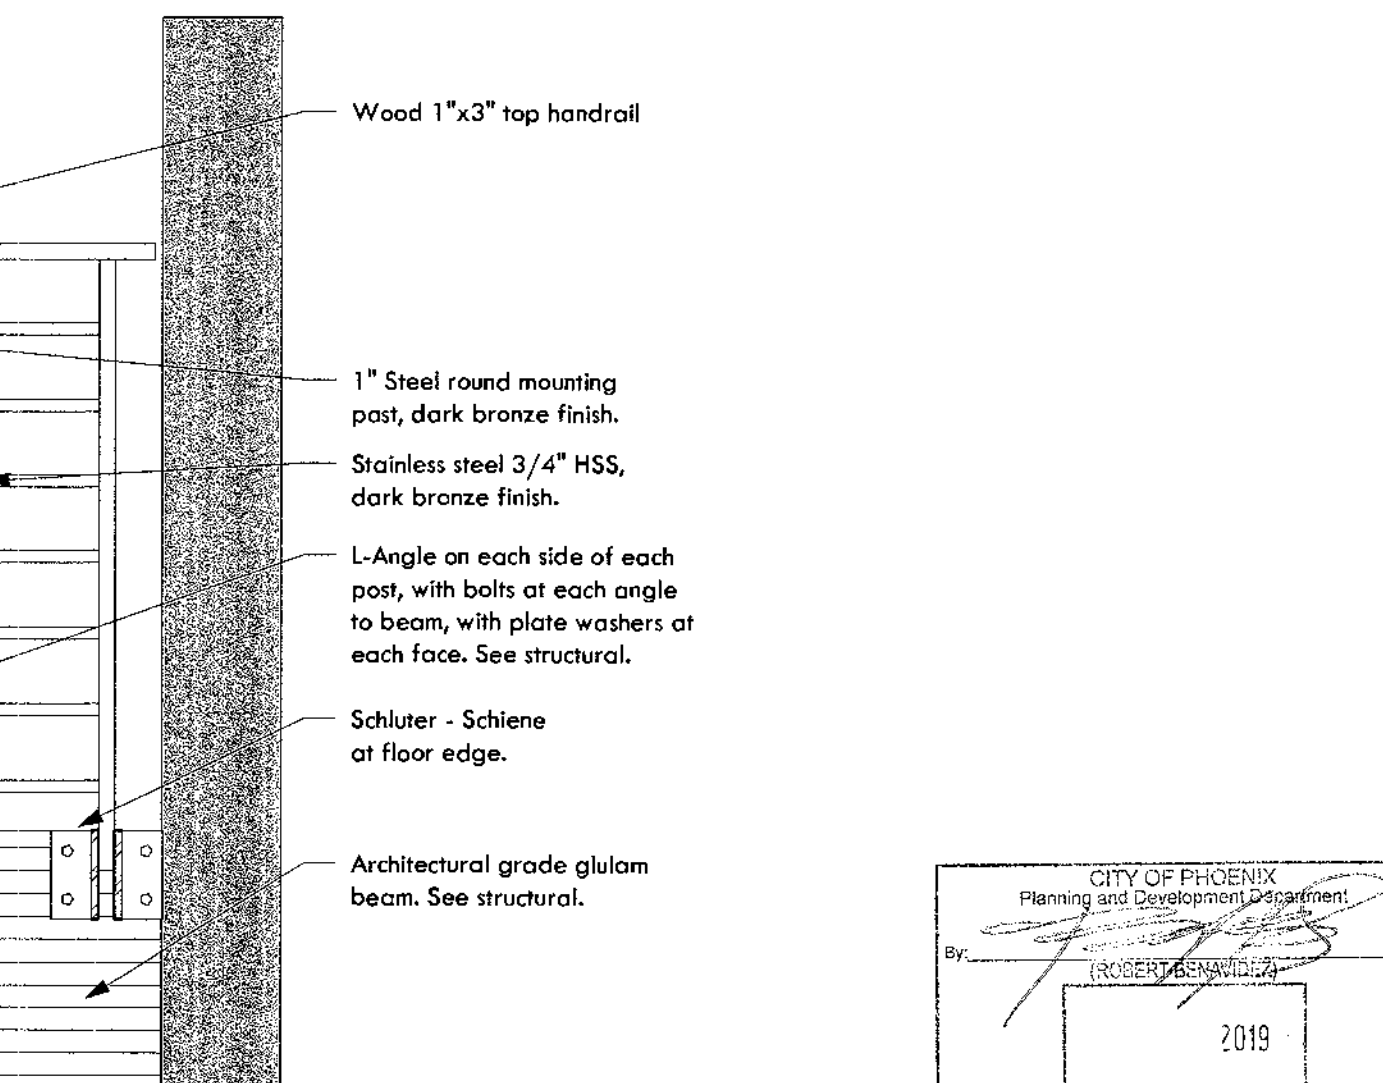 Wood 1"x3" top handrail
1" Steel round mounting
past, dark bronze finish.
Stainless steel 3/4" HSS,
dark bronze finish.
L-Angle on each side of each
post, with bolts at each angle
to beam, with plate washers at
each face. See structural.
Schluter - Schiene
at floor edge.
Architectural grade glulam
beam. See structural.
CITY OF PHOENIX
Planning and Development Department
By:
(ROBERT BENAVIDEZ)
2019